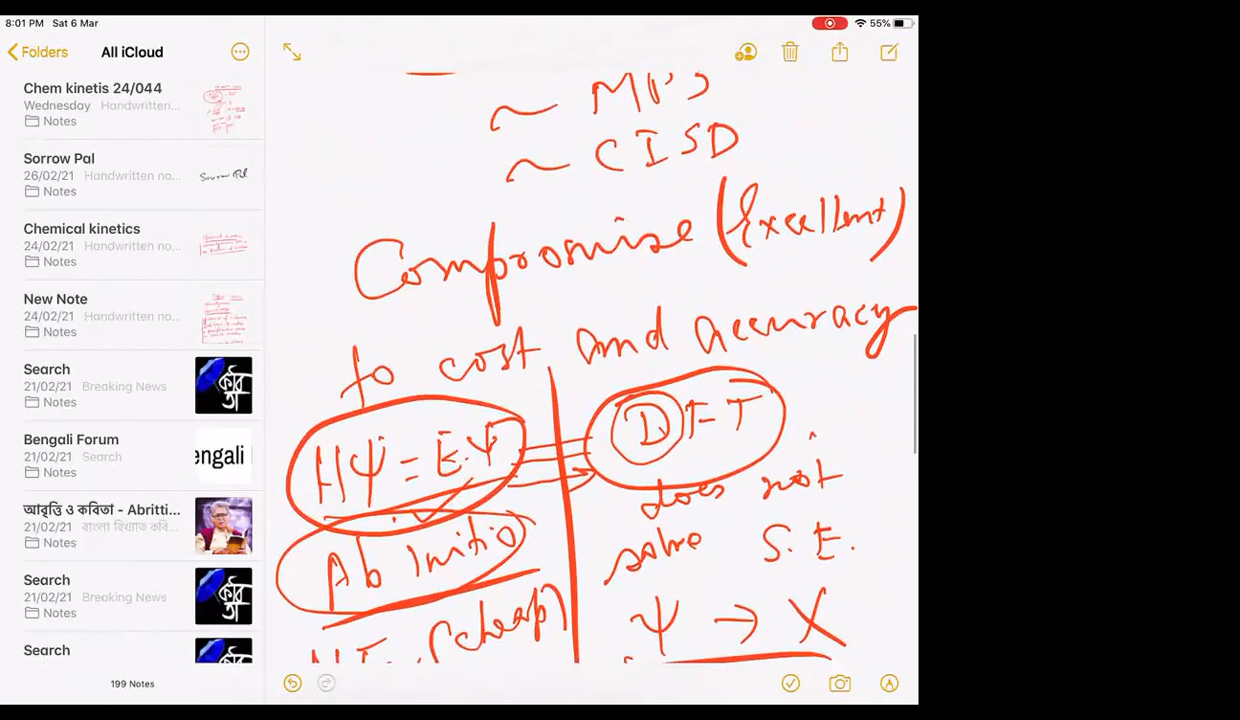 8:01 PM Sat 6 Mar
55%
Folders
All iCloud
Chem kinetis 24/044
Wednesday Handwritten...
Notes
Sorrow Pal
26/02/21 Handwritten no...
Notes
Chemical kinetics
24/02/21 Handwritten no...
Notes
New Note
24/02/21 Handwritten no...
Notes
Search
21/02/21 Breaking News
Notes
Bengali Forum
21/02/21 Search
Notes
engali
আবৃত্তি ও কবিতা - Abritti...
21/02/21
Notes
Search
21/02/21 Breaking News
Notes
Search
199 Notes
~ CISD
Compromise (Excellent)
to cost and accuracy
HΨ = E.Ψ
Ab initio
(cheap)
DFT
does not
solve S.E.
Ψ → X